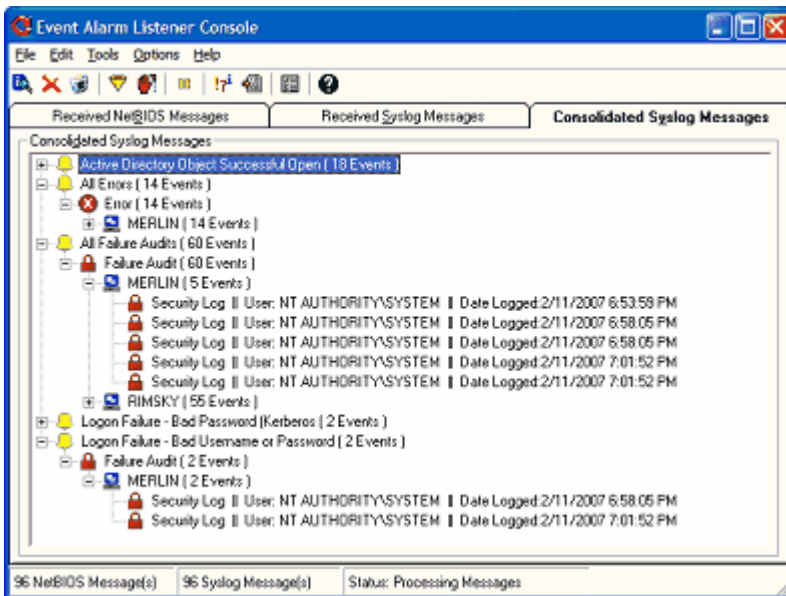 Event Alarm Listener Console
File Edit Tools Options Help
Received NetBIOS Messages Received Syslog Messages Consolidated Syslog Messages
Consolidated Syslog Messages
Active Directory Object Successful Open ( 18 Events )
All Errors ( 14 Events )
Error ( 14 Events )
MERLIN ( 14 Events )
All Failure Audits ( 60 Events )
Failure Audit ( 60 Events )
MERLIN ( 5 Events )
Security Log || User: NT AUTHORITY\SYSTEM || Date Logged:2/11/2007 6:53:59 PM
Security Log || User: NT AUTHORITY\SYSTEM || Date Logged:2/11/2007 6:58:05 PM
Security Log || User: NT AUTHORITY\SYSTEM || Date Logged:2/11/2007 6:58:05 PM
Security Log || User: NT AUTHORITY\SYSTEM || Date Logged:2/11/2007 7:01:52 PM
Security Log || User: NT AUTHORITY\SYSTEM || Date Logged:2/11/2007 7:01:52 PM
RIMSKY ( 55 Events )
Logon Failure - Bad Password (Kerberos ( 2 Events )
Logon Failure - Bad Username or Password ( 2 Events )
Failure Audit ( 2 Events )
MERLIN ( 2 Events )
Security Log || User: NT AUTHORITY\SYSTEM || Date Logged:2/11/2007 6:58:05 PM
Security Log || User: NT AUTHORITY\SYSTEM || Date Logged:2/11/2007 7:01:52 PM
96 NetBIOS Message(s) 96 Syslog Message(s) Status: Processing Messages